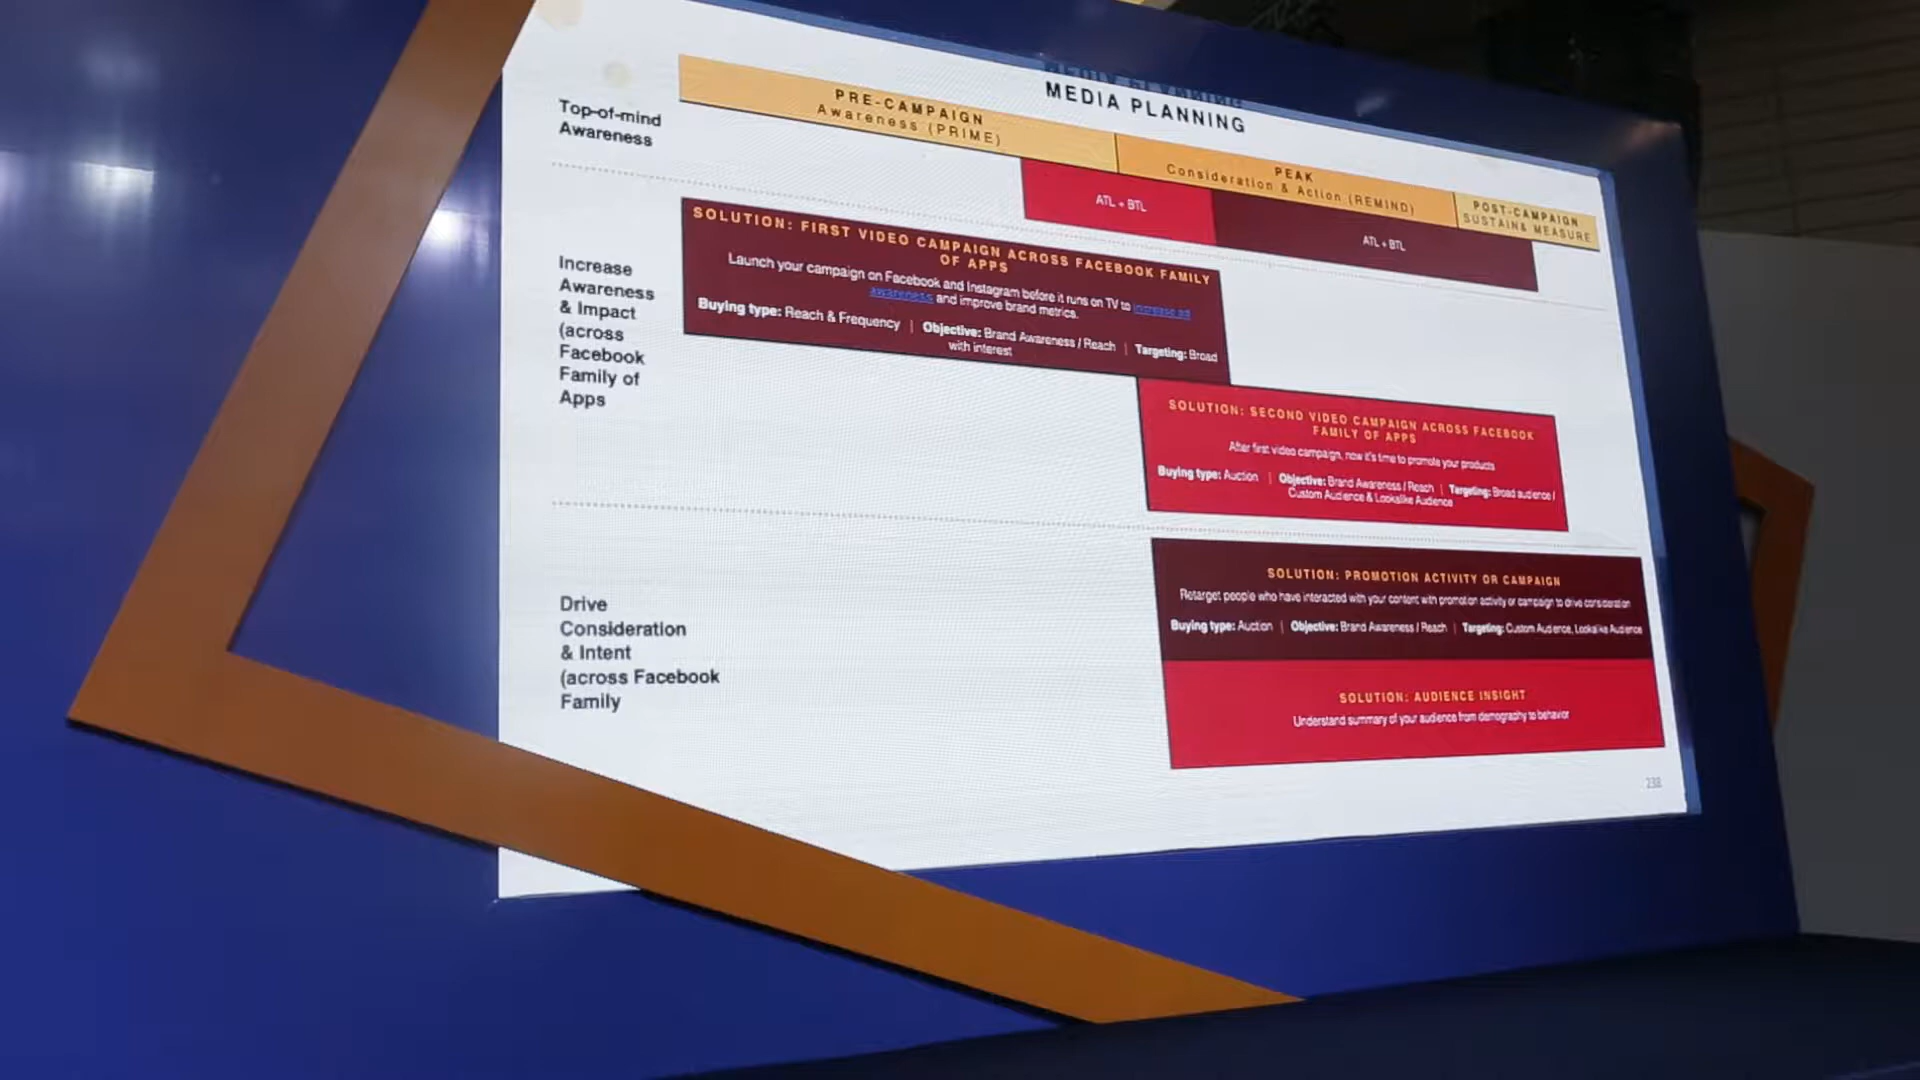 MEDIA PLANNING
PRE-CAMPAIGN
Awareness (PRIME)
PEAK
Consideration & Action (REMIND)
POST-CAMPAIGN
SUSTAIN& MEASURE
Top-of-mind
Awareness
ATL + BTL
ATL + BTL
Increase
Awareness
& Impact
(across
Facebook
Family of
Apps
SOLUTION: FIRST VIDEO CAMPAIGN ACROSS FACEBOOK FAMILY
OF APPS
Launch your campaign on Facebook and Instagram before it runs on TV to increase ad
awareness and improve brand metrics.
Buying type: Reach & Frequency | Objective: Brand Awareness / Reach | Targeting: Broad
with interest
SOLUTION: SECOND VIDEO CAMPAIGN ACROSS FACEBOOK
FAMILY OF APPS
After first video campaign, now it's time to promote your products
Buying type: Auction | Objective: Brand Awareness / Reach | Targeting: Broad audience /
Custom Audience & Lookalike Audience
Drive
Consideration
& Intent
(across Facebook
Family
SOLUTION: PROMOTION ACTIVITY OR CAMPAIGN
Retarget people who have interacted with your content with promotion activity or campaign to drive consideration
Buying type: Auction | Objective: Brand Awareness / Reach | Targeting: Custom Audience, Lookalike Audience
SOLUTION: AUDIENCE INSIGHT
Understand summary of your audience from demography to behavior